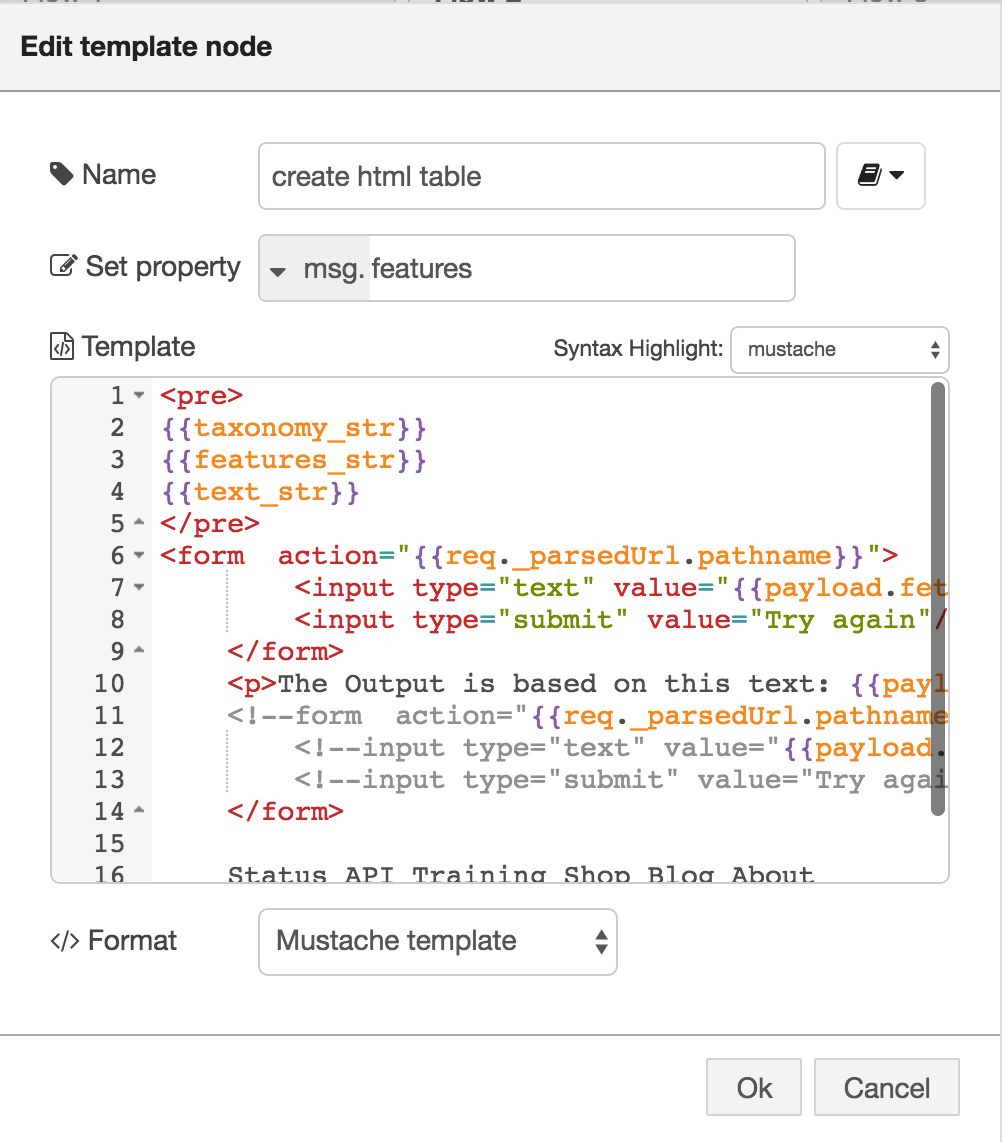 Edit template node
Name
create html table
Set property
msg. features
Template
Syntax Highlight:
mustache
1 <pre>
2 {{taxonomy_str}}
3 {{features_str}}
4 {{text_str}}
5 </pre>
6 <form  action="{{req._parsedUrl.pathname}}">
7 <input type="text" value="{{payload.fet
8 <input type="submit" value="Try again"/
9 </form>
10 <p>The Output is based on this text: {{payl
11 <!--form  action="{{req._parsedUrl.pathname
12 <!--input type="text" value="{{payload.
13 <!--input type="submit" value="Try agai
14 </form>
15
16 Status API Training Shop Blog About
Format
Mustache template
Ok
Cancel